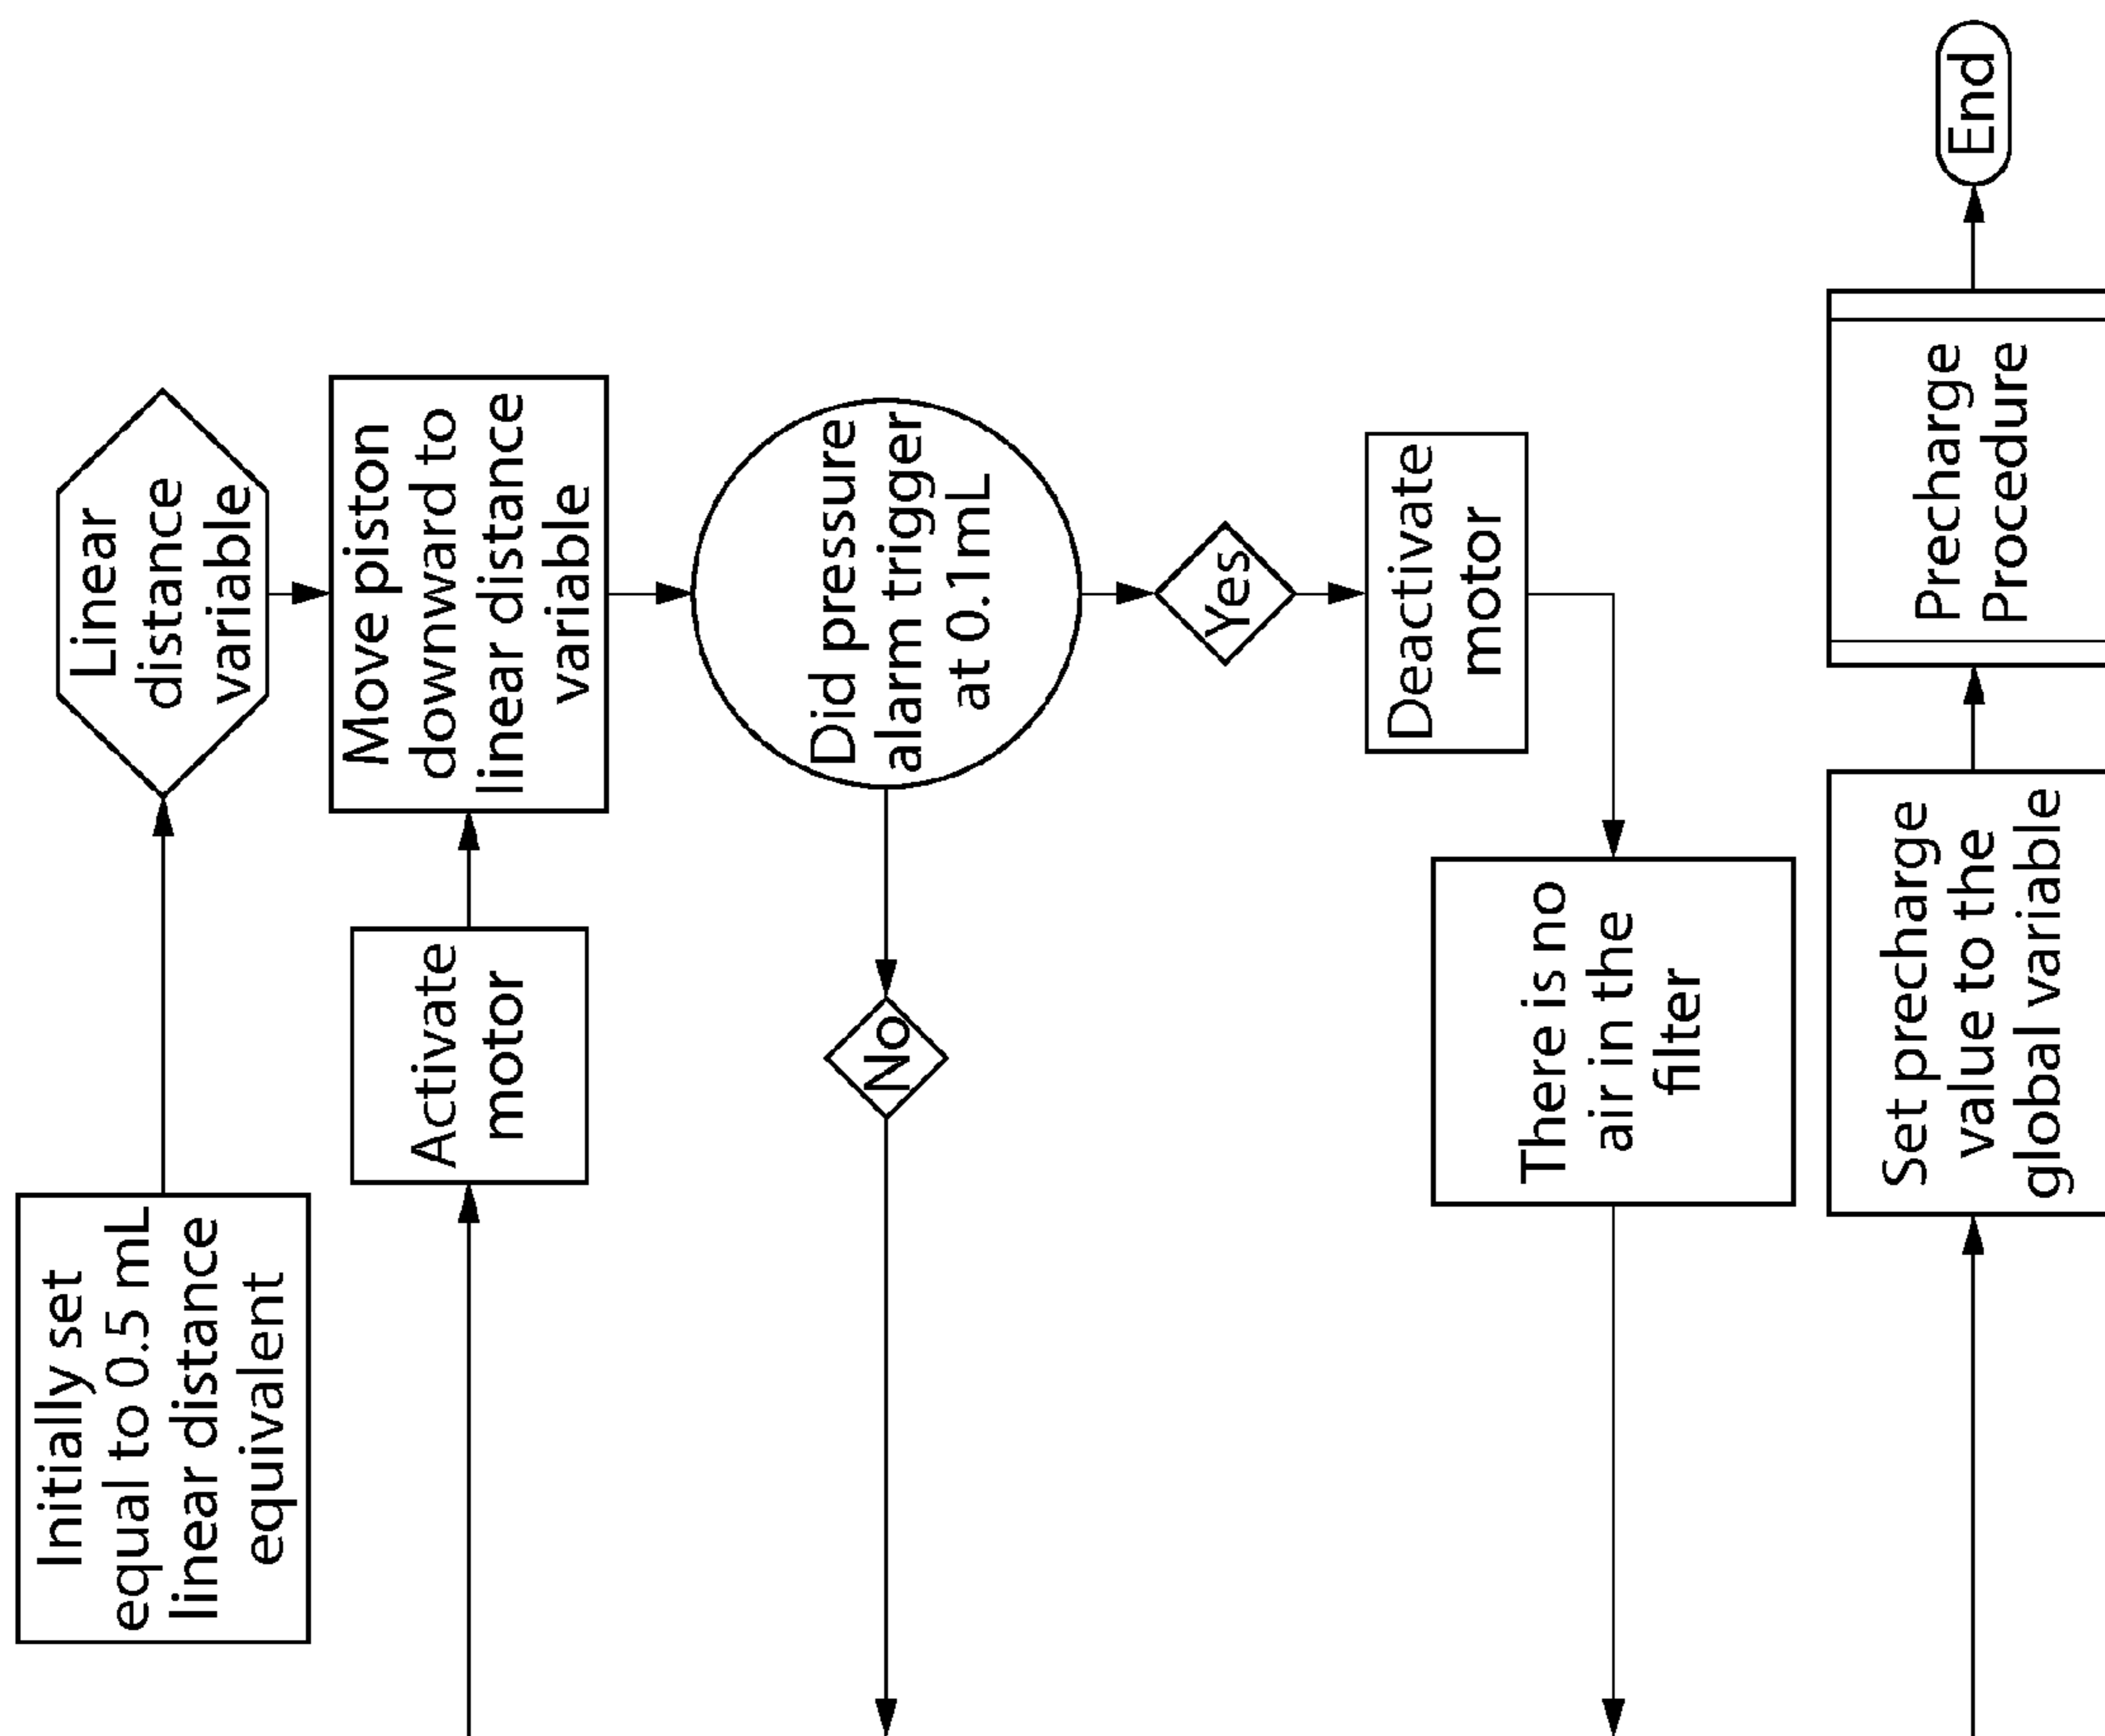 Initially set
equal to 0.5 mL
linear distance
equivalent
Linear
distance
variable
Activate
motor
Move piston
downward to
linear distance
variable
Did pressure
alarm trigger
at 0.1mL
No
Yes
Deactivate
motor
There is no
air in the
filter
Set precharge
value to the
global variable
Precharge
Procedure
End